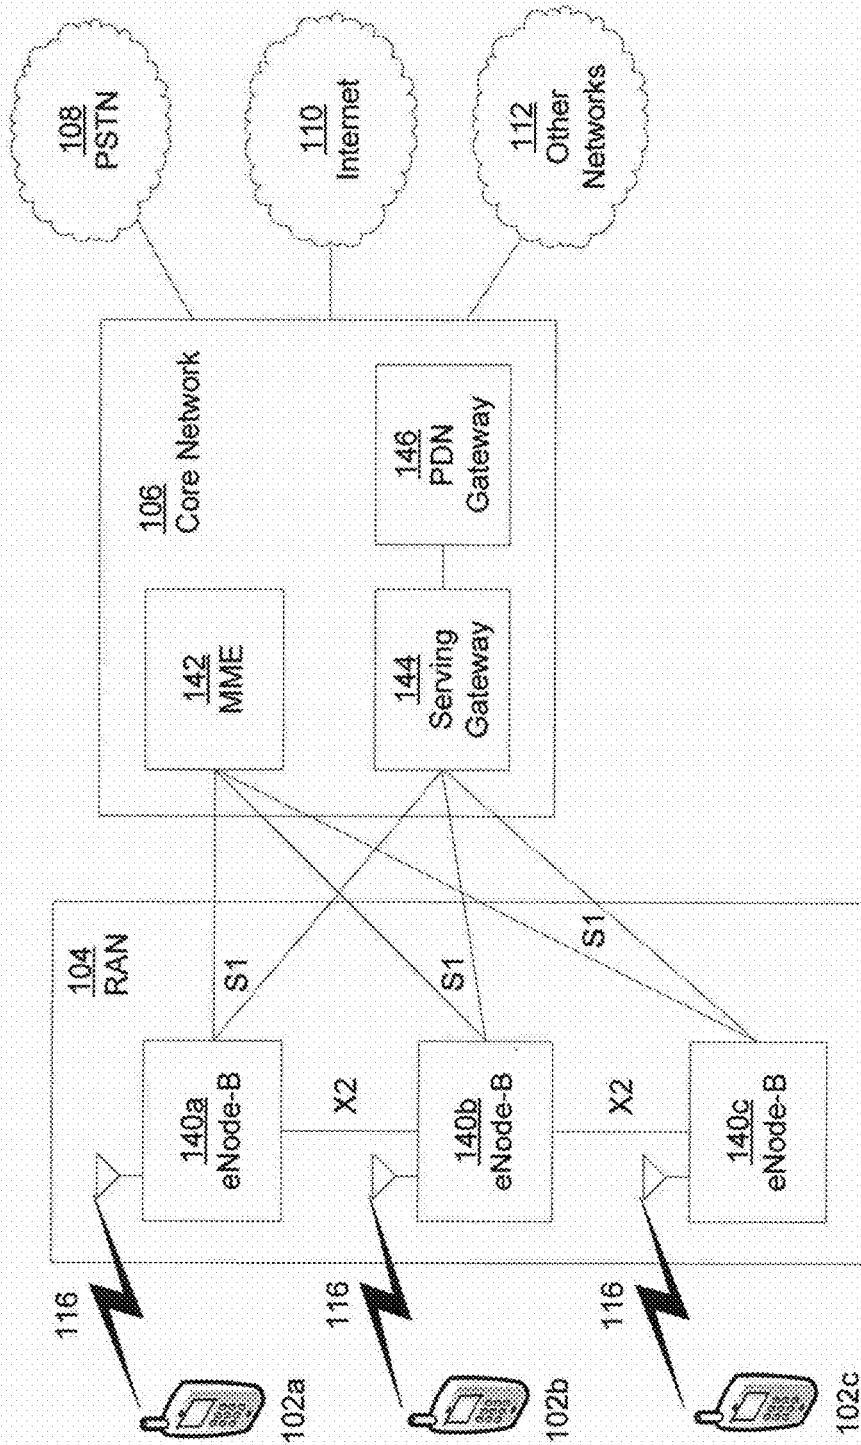 102a
116
102b
116
102c
116
104
RAN
140a
eNode-B
X2
140b
eNode-B
X2
140c
eNode-B
S1
S1
S1
106
Core Network
142
MME
144
Serving
Gateway
146
PDN
Gateway
108
PSTN
110
Internet
112
Other
Networks